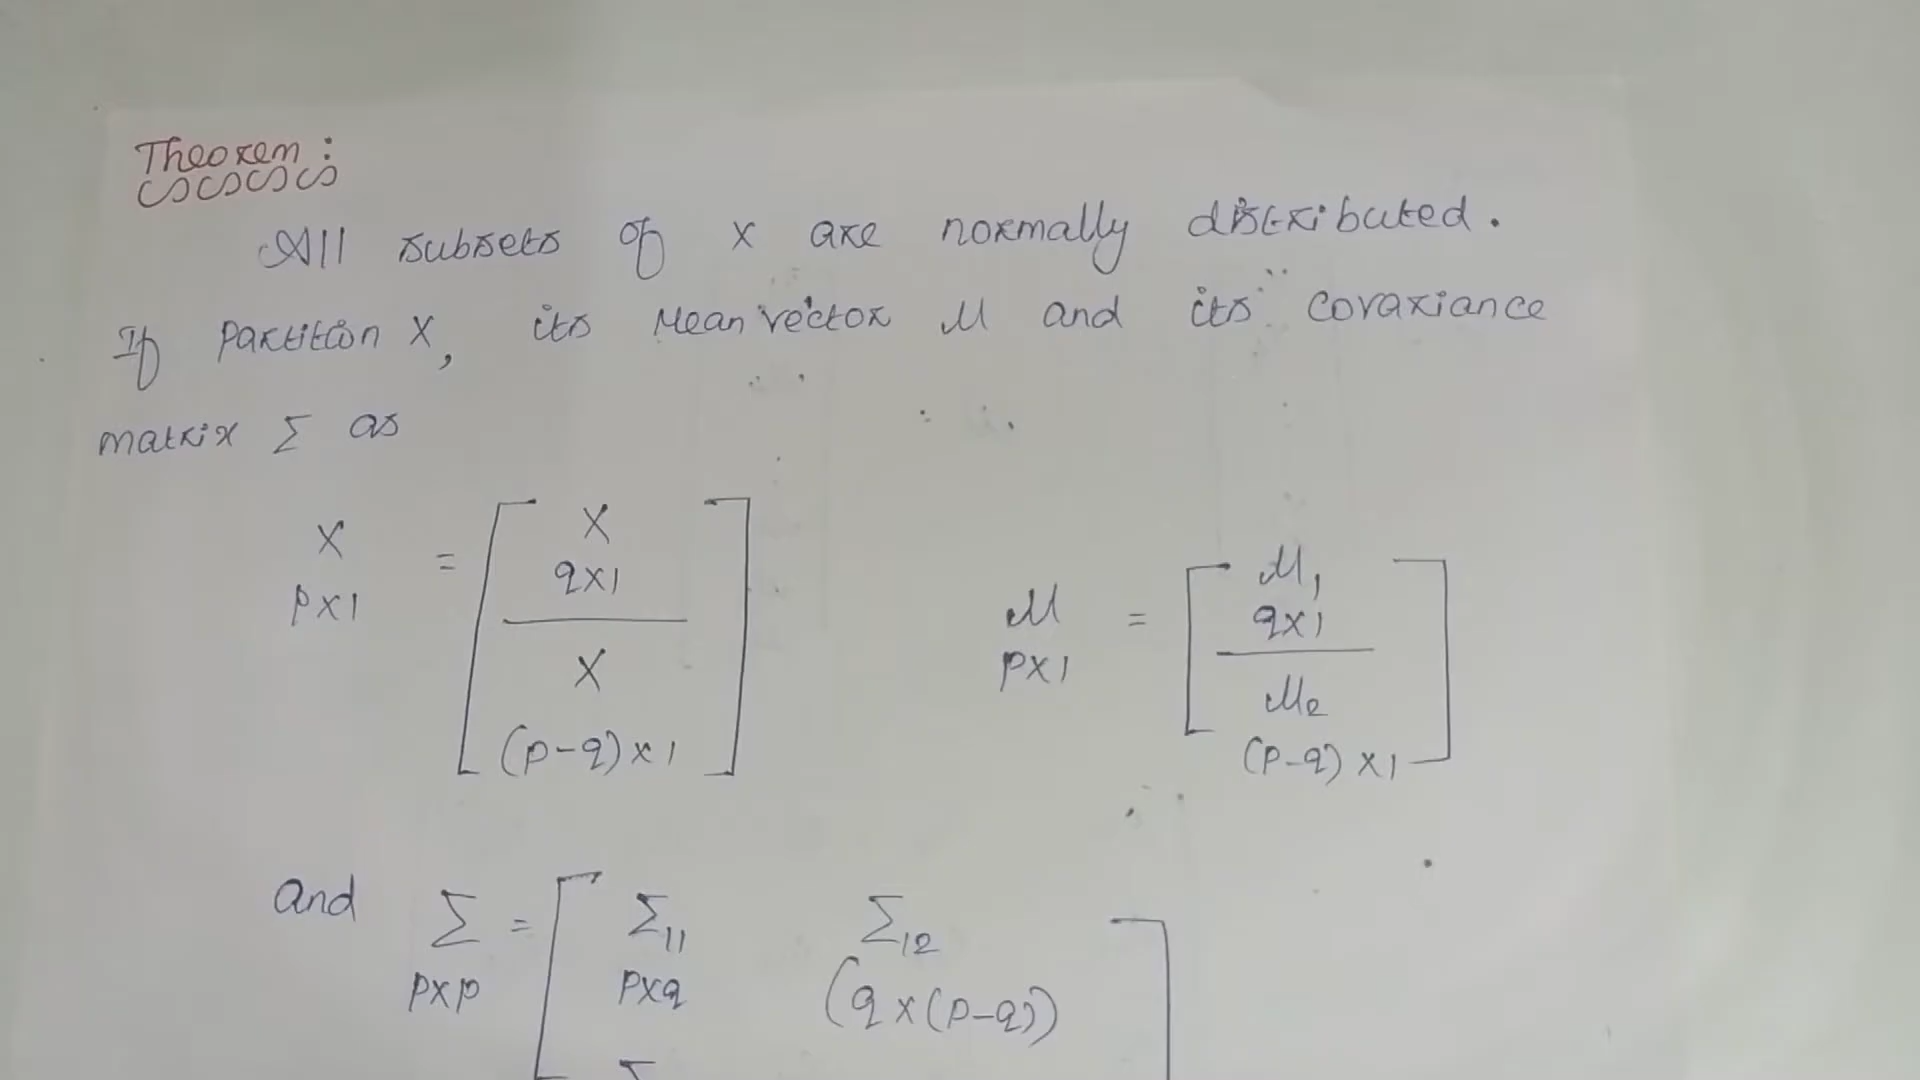 Theorem :
All subsets of X are normally distributed.
If Partition X, its Mean vector μ and its covariance
matrix Σ as
X = [ X
p×1 q×1
X
(p-q)×1 ]
μ = [ μ1
p×1 q×1
μ2
(p-q)×1 ]
and Σ = [ Σ11 Σ12
p×p p×q (q×(p-q)) ]